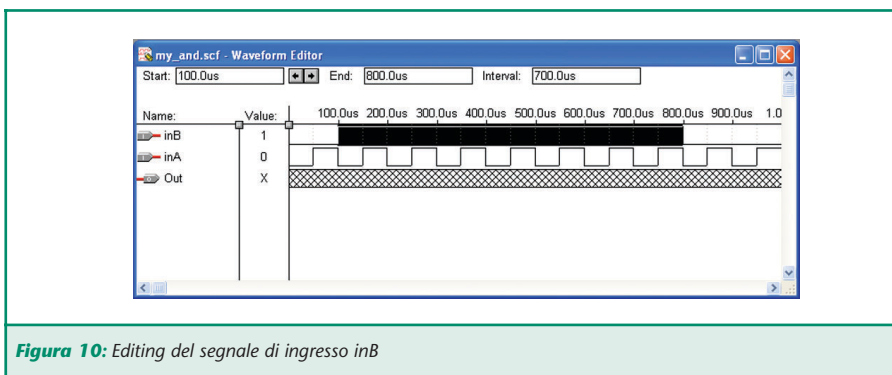 my_and.scf - Waveform Editor
Start: 100.0us End: 800.0us Interval: 700.0us
Name: Value: 100.0us 200.0us 300.0us 400.0us 500.0us 600.0us 700.0us 800.0us 900.0us 1.0
inB 1
inA 0
Out X
Figura 10: Editing del segnale di ingresso inB